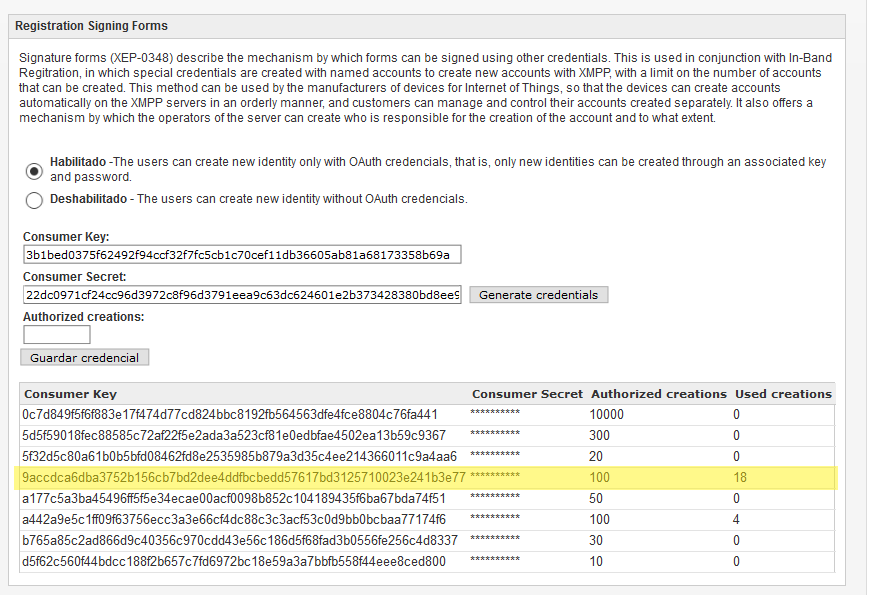 Registration Signing Forms
Signature forms (XEP-0348) describe the mechanism by which forms can be signed using other credentials. This is used in conjunction with In-Band
Regitration, in which special credentials are created with named accounts to create new accounts with XMPP, with a limit on the number of accounts
that can be created. This method can be used by the manufacturers of devices for Internet of Things, so that the devices can create accounts
automatically on the XMPP servers in an orderly manner, and customers can manage and control their accounts created separately. It also offers a
mechanism by which the operators of the server can create who is responsible for the creation of the account and to what extent.
Habilitado -The users can create new identity only with OAuth credencials, that is, only new identities can be created through an associated key
and password.
Deshabilitado - The users can create new identity without OAuth credencials.
Consumer Key:
3b1bed0375f62492f94ccf32f7fc5cb1c70cef11db36605ab81a68173358b69a
Consumer Secret:
22dc0971cf24cc96d3972c8f96d3791eea9c63dc624601e2b373428380bd8ee9 Generate credentials
Authorized creations:
Guardar credencial
Consumer Key Consumer Secret Authorized creations Used creations
0c7d849f5f6f883e17f474d77cd824bbc8192fb564563dfe4fce8804c76fa441 ********** 10000 0
5d5f59018fec88585c72af22f5e2ada3a523cf81e0edbfae4502ea13b59c9367 ********** 300 0
5f32d5c80a61b0b5bfd08462fd8e2535985b879a3d35c4ee214366011c9a4aa6 ********** 20 0
9accdca6dba3752b156cb7bd2dee4ddfbcbedd57617bd3125710023e241b3e77 ********** 100 18
a177c5a3ba45496ff5f5e34ecae00acf0098b852c104189435f6ba67bda74f51 ********** 50 0
a442a9e5c1ff09f63756ecc3a3e66cf4dc88c3c3acf53c0d9bb0bcbaa77174f6 ********** 100 4
b765a85c2ad866d9c40356c970cdd43e56c186d5f68fad3b0556fe256c4d8337 ********** 30 0
d5f62c560f44bdcc188f2b657c7fd6972bc18e59a3a7bbfb558f44eee8ced800 ********** 10 0